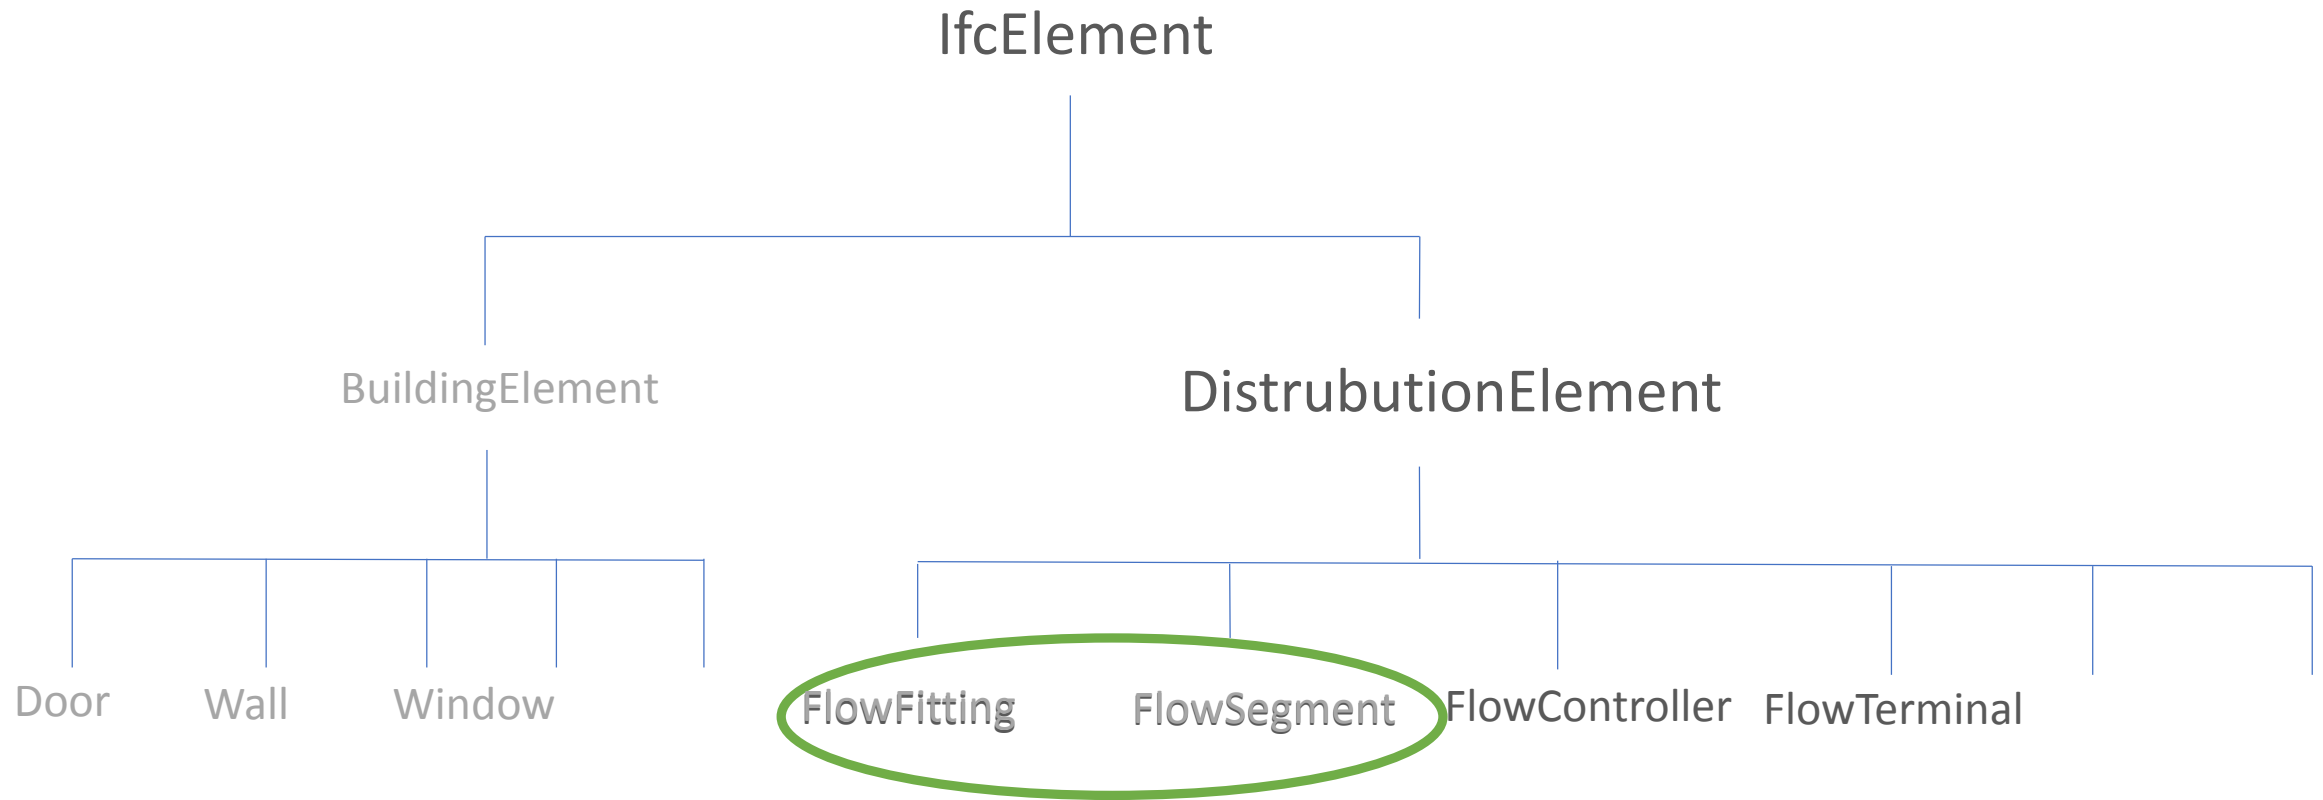 IfcElement
BuildingElement
DistrubutionElement
Door
Wall
Window
FlowFitting
FlowSegment
FlowController
FlowTerminal